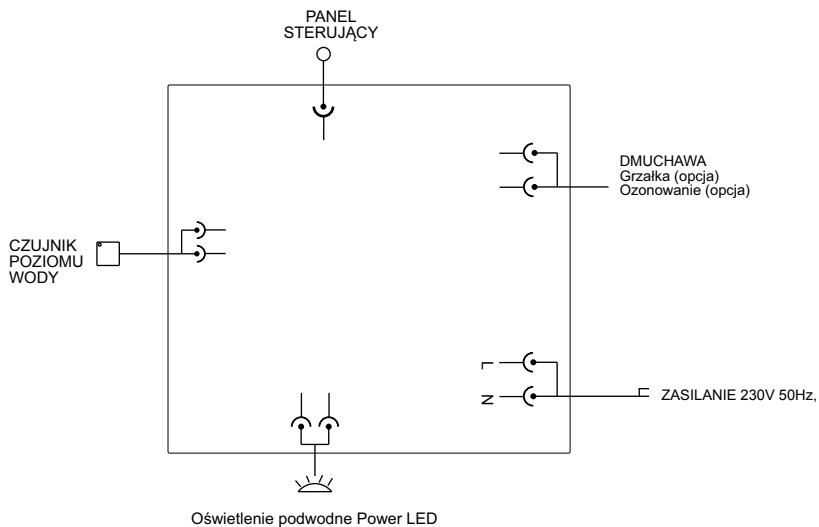 PANEL
STERUJĄCY
DMUCHAWA
Grzałka (opcja)
Ozonowanie (opcja)
CZUJNIK
POZIOMU
WODY
L
N
ZASILANIE 230V 50Hz,
Oświetlenie podwodne Power LED